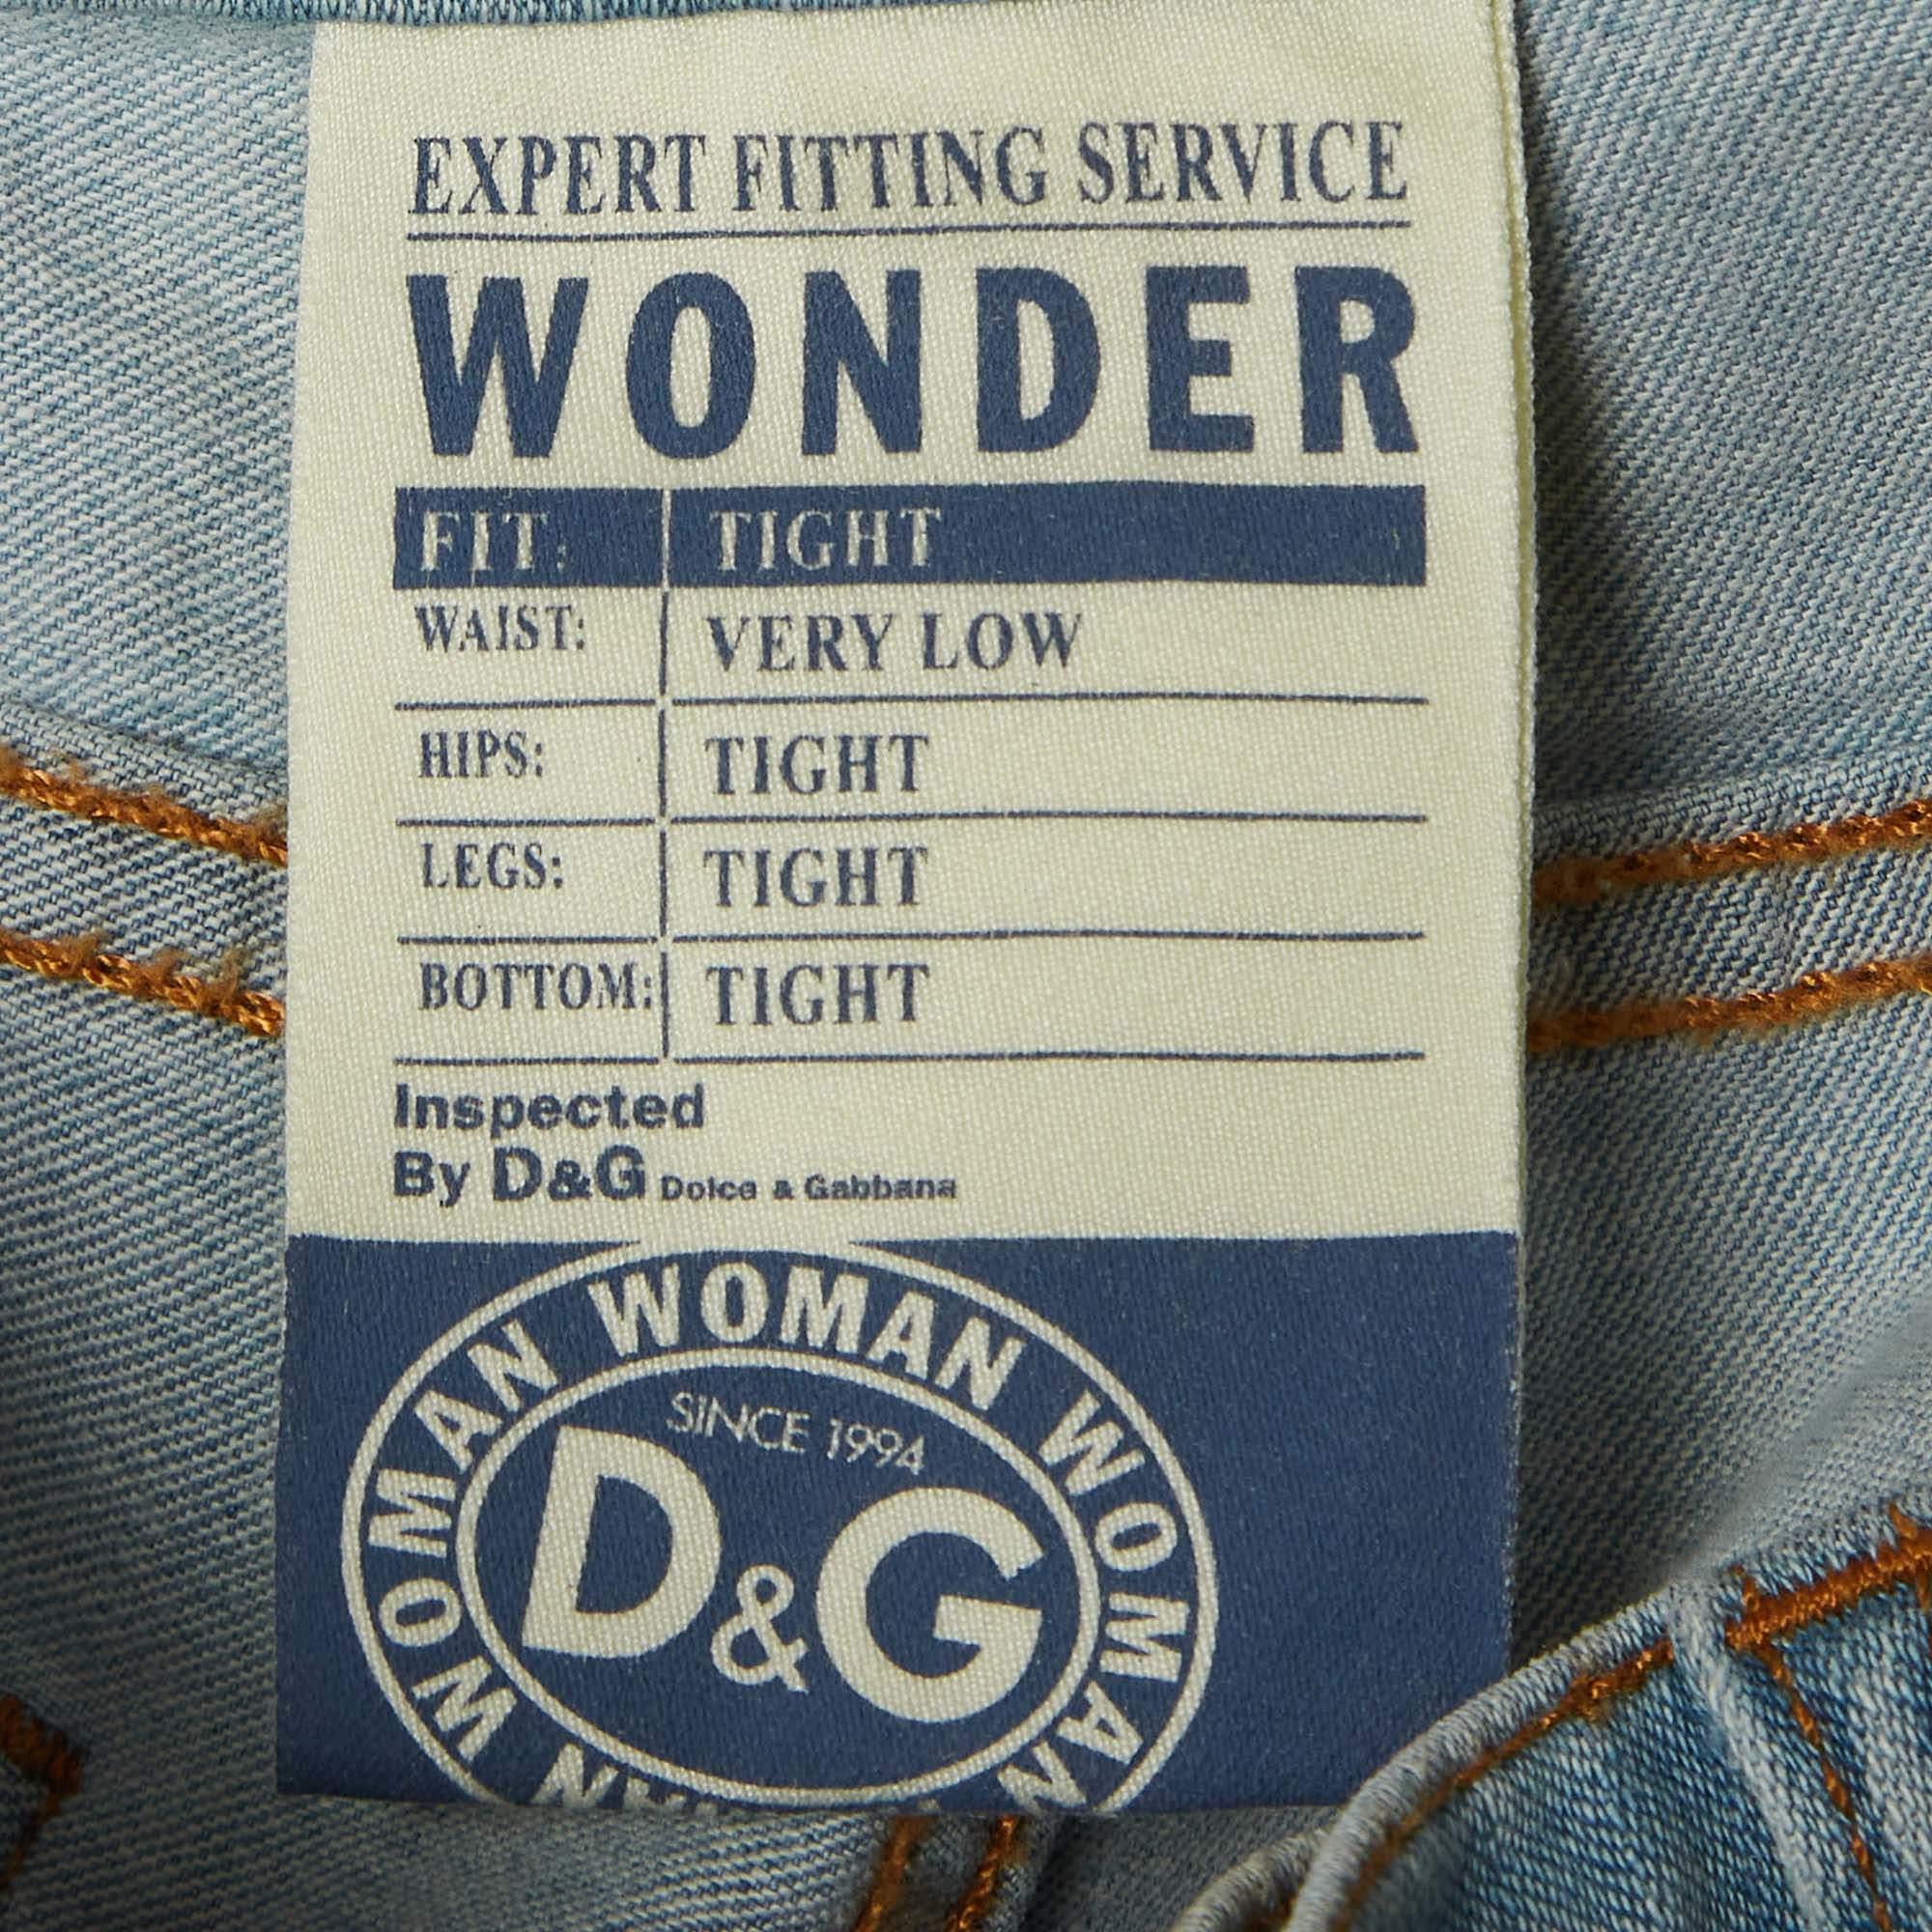 EXPERT FITTING SERVICE
WONDER
FIT: TIGHT
WAIST: VERY LOW
HIPS: TIGHT
LEGS: TIGHT
BOTTOM: TIGHT
Inspected
By D&G Dolce & Gabbana
WOMAN WOMAN WOMAN
SINCE 1994
D&G